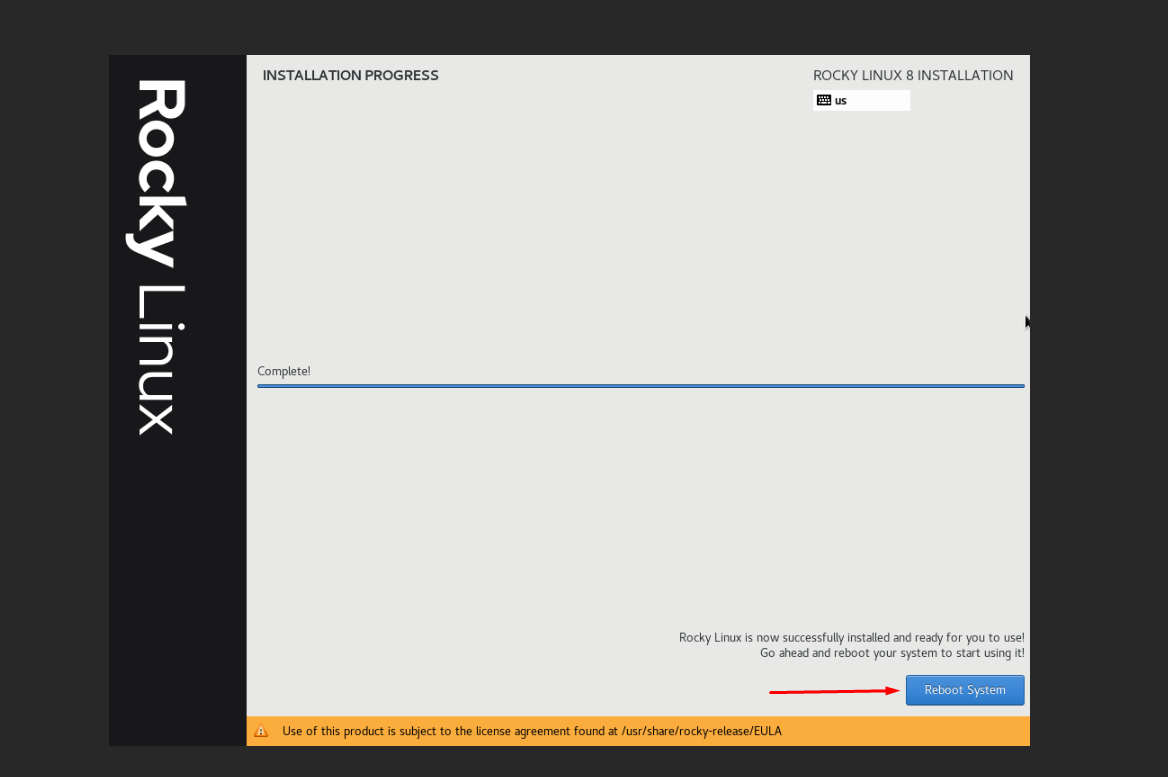 Rocky Linux
INSTALLATION PROGRESS
ROCKY LINUX 8 INSTALLATION
us
Complete!
Rocky Linux is now successfully installed and ready for you to use!
Go ahead and reboot your system to start using it!
Reboot System
Use of this product is subject to the license agreement found at /usr/share/rocky-release/EULA